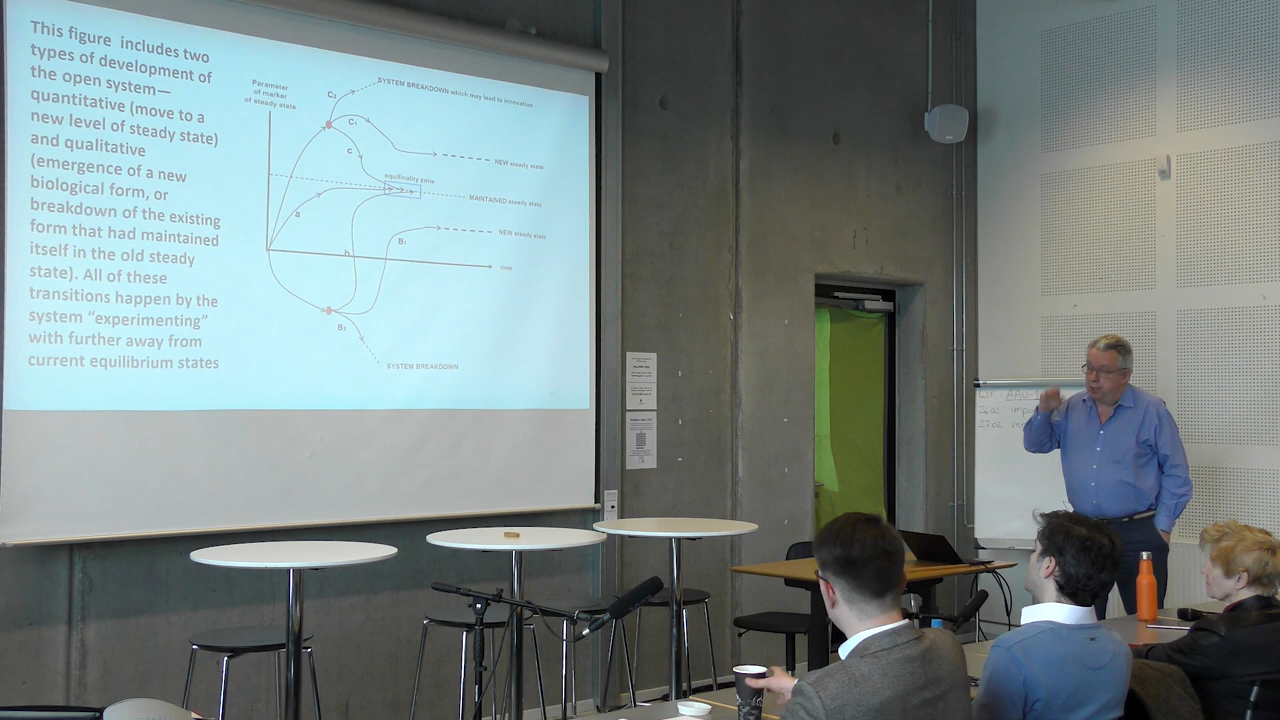 This figure includes two
types of development of
the open system—
quantitative (move to a
new level of steady state)
and qualitative
(emergence of a new
biological form, or
breakdown of the existing
form that had maintained
itself in the old steady
state). All of these
transitions happen by the
system “experimenting”
with further away from
current equilibrium states
Parameter
of marker
of steady state
C₂
SYSTEM BREAKDOWN which may lead to innovation
C₁
c
NEW steady state
equifinality zone
MAINTAINED steady state
a
B₁
NEW steady state
b
time
B₂
SYSTEM BREAKDOWN